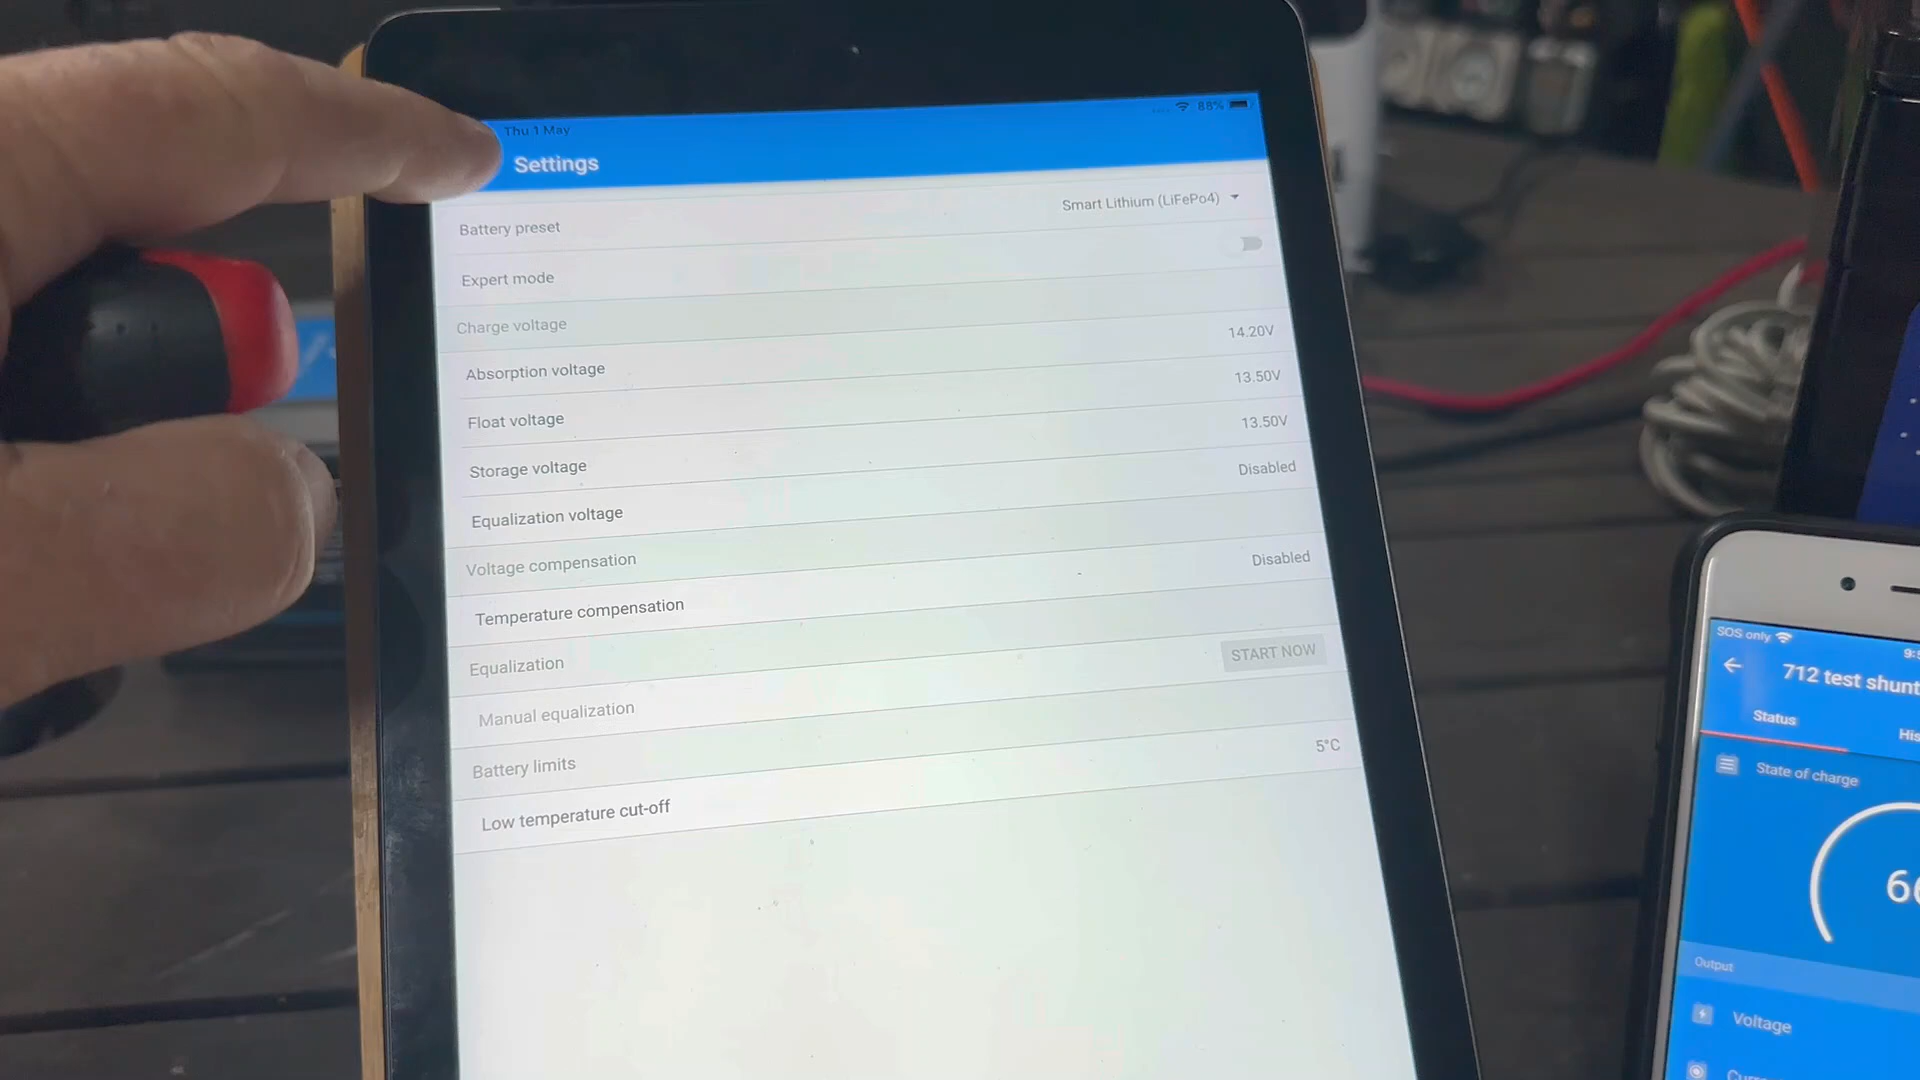 Thu 1 May
88%
Settings
Battery preset
Smart Lithium (LiFePo4)
Expert mode
Charge voltage
Absorption voltage
14.20V
Float voltage
13.50V
Storage voltage
13.50V
Equalization voltage
Disabled
Voltage compensation
Temperature compensation
Disabled
Equalization
Manual equalization
START NOW
Battery limits
Low temperature cut-off
5°C
SOS only
712 test shunt
Status
State of charge
Output
Voltage